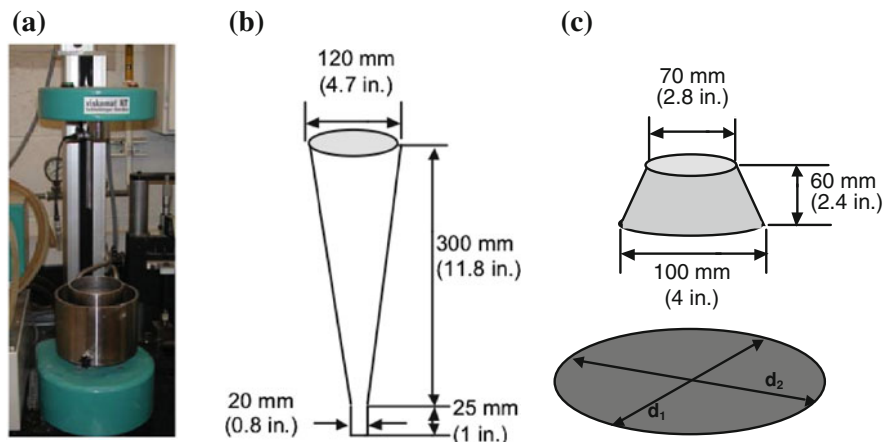 (a)
viskomat NT
(b)
120 mm
(4.7 in.)
300 mm
(11.8 in.)
20 mm
(0.8 in.)
25 mm
(1 in.)
(c)
70 mm
(2.8 in.)
60 mm
(2.4 in.)
100 mm
(4 in.)
d₁
d₂